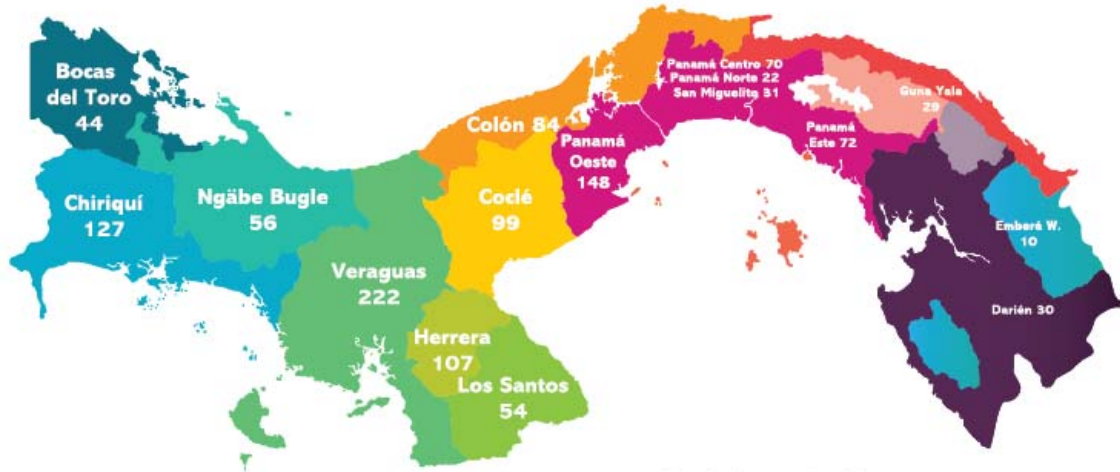 Bocas
del Toro
44
Chiriquí
127
Ngäbe Bugle
56
Veraguas
222
Herrera
107
Los Santos
54
Coclé
99
Colón 84
Panamá
Oeste
148
Panamá Centro 70
Panamá Norte 22
San Miguelito 31
Panamá
Este 72
Guna Yala
29
Emberá W.
10
Darién 30